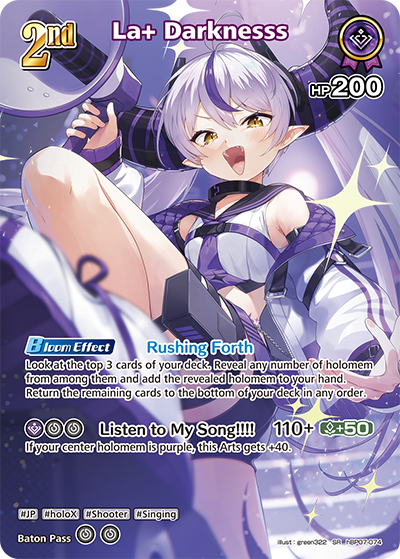 2nd
La+ Darknesss
HP200
Bloom Effect Rushing Forth
Look at the top 3 cards of your deck. Reveal any number of holomem
from among them and add the revealed holomem to your hand.
Return the remaining cards to the bottom of your deck in any order.
Listen to My Song!!!! 110+ +50
If your center holomem is purple, this Arts gets +40.
#JP #holoX #Shooter #Singing
Baton Pass
illust : green322 SR hBP07-074